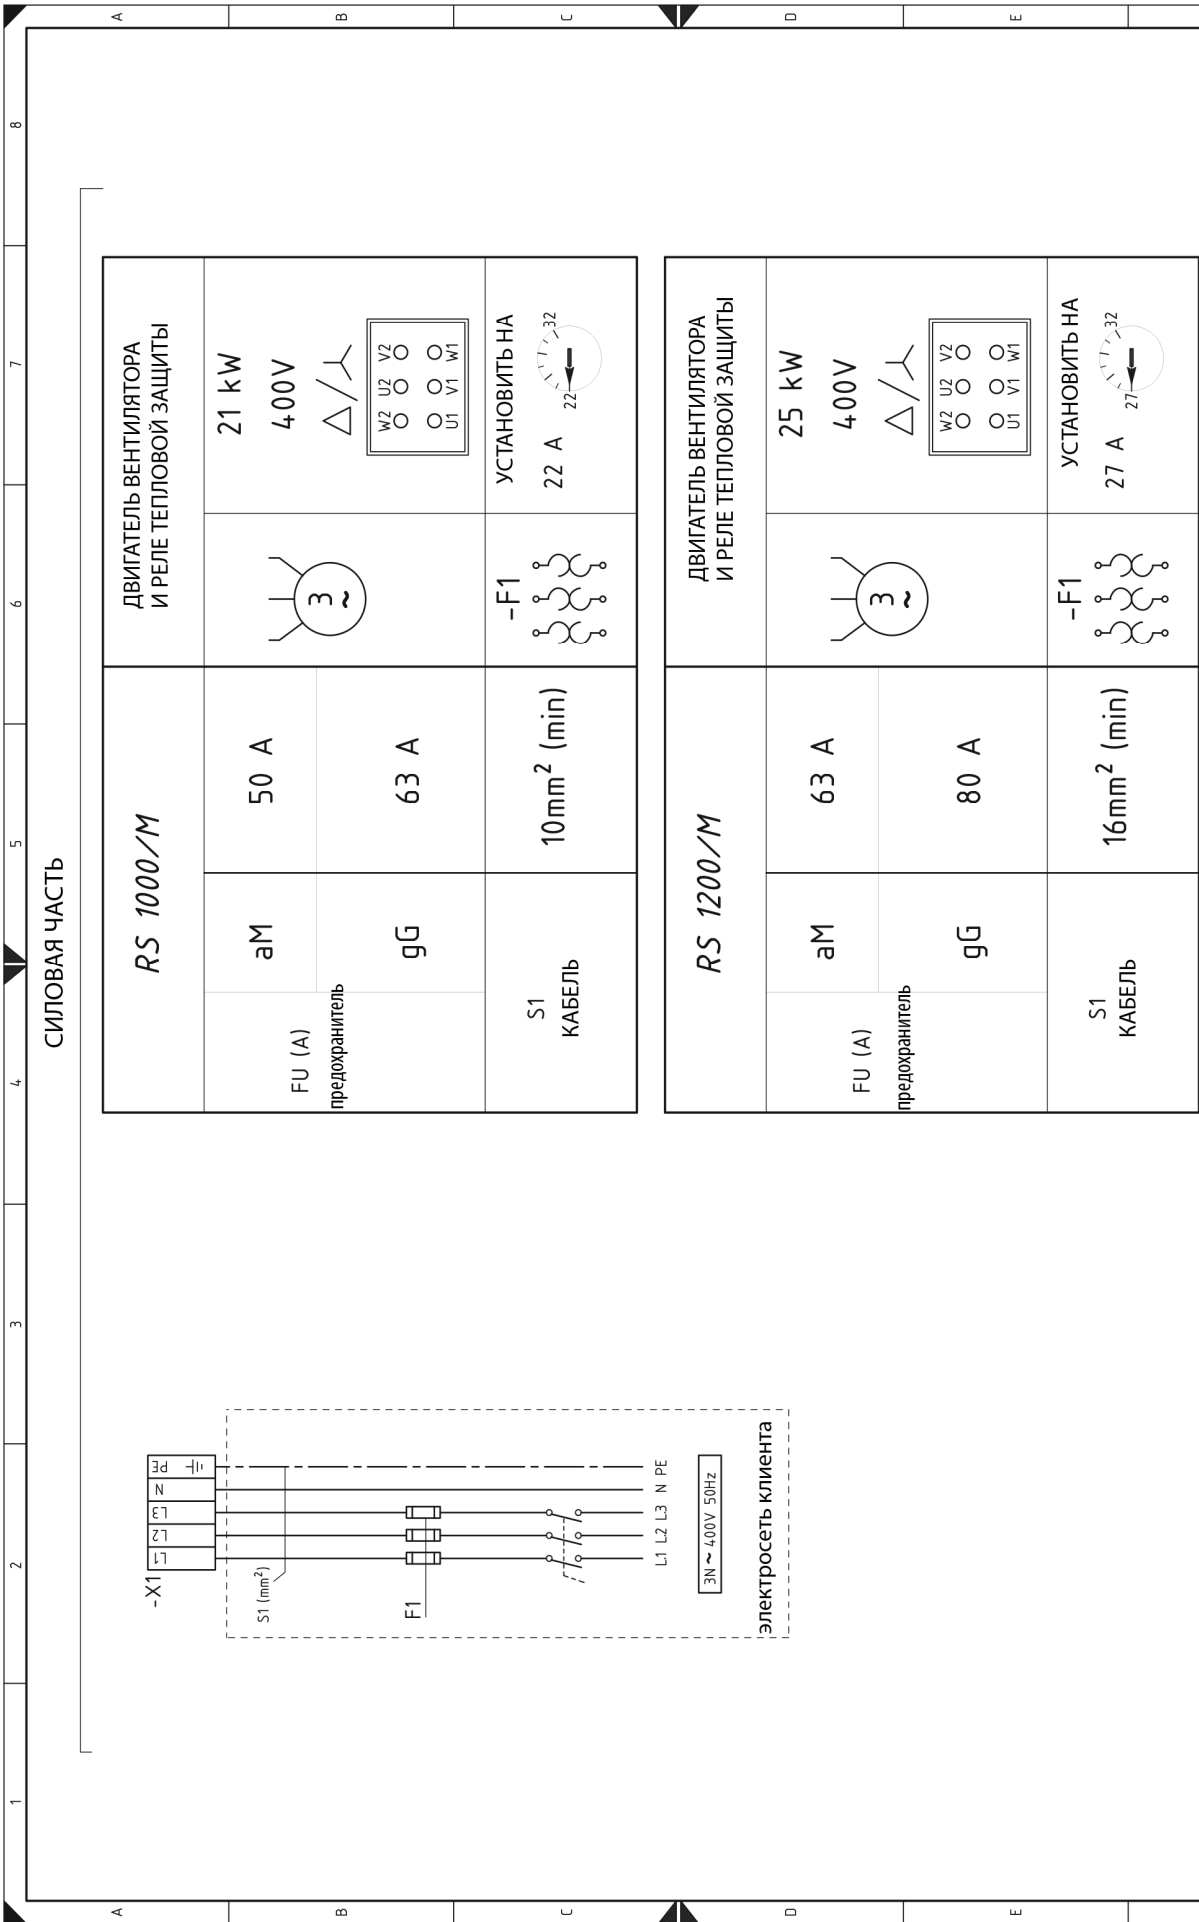 1 2 3 4 5 6 7 8
A
B
C
D
E
A
B
C
D
E
СИЛОВАЯ ЧАСТЬ
-X1
L1 L2 L3 N PE
S1 (mm²)
F1
L1 L2 L3 N PE
3N ~ 400V 50Hz
электросеть клиента
RS 1000/M
ДВИГАТЕЛЬ ВЕНТИЛЯТОРА
И РЕЛЕ ТЕПЛОВОЙ ЗАЩИТЫ
FU (A)
предохранитель
aM
50 A
gG
63 A
3
~
21 kW
400V
W2 U2 V2
U1 V1 W1
S1
КАБЕЛЬ
10mm² (min)
-F1
УСТАНОВИТЬ НА
22 A
22
32
RS 1200/M
ДВИГАТЕЛЬ ВЕНТИЛЯТОРА
И РЕЛЕ ТЕПЛОВОЙ ЗАЩИТЫ
FU (A)
предохранитель
aM
63 A
gG
80 A
3
~
25 kW
400V
W2 U2 V2
U1 V1 W1
S1
КАБЕЛЬ
16mm² (min)
-F1
УСТАНОВИТЬ НА
27 A
27
32